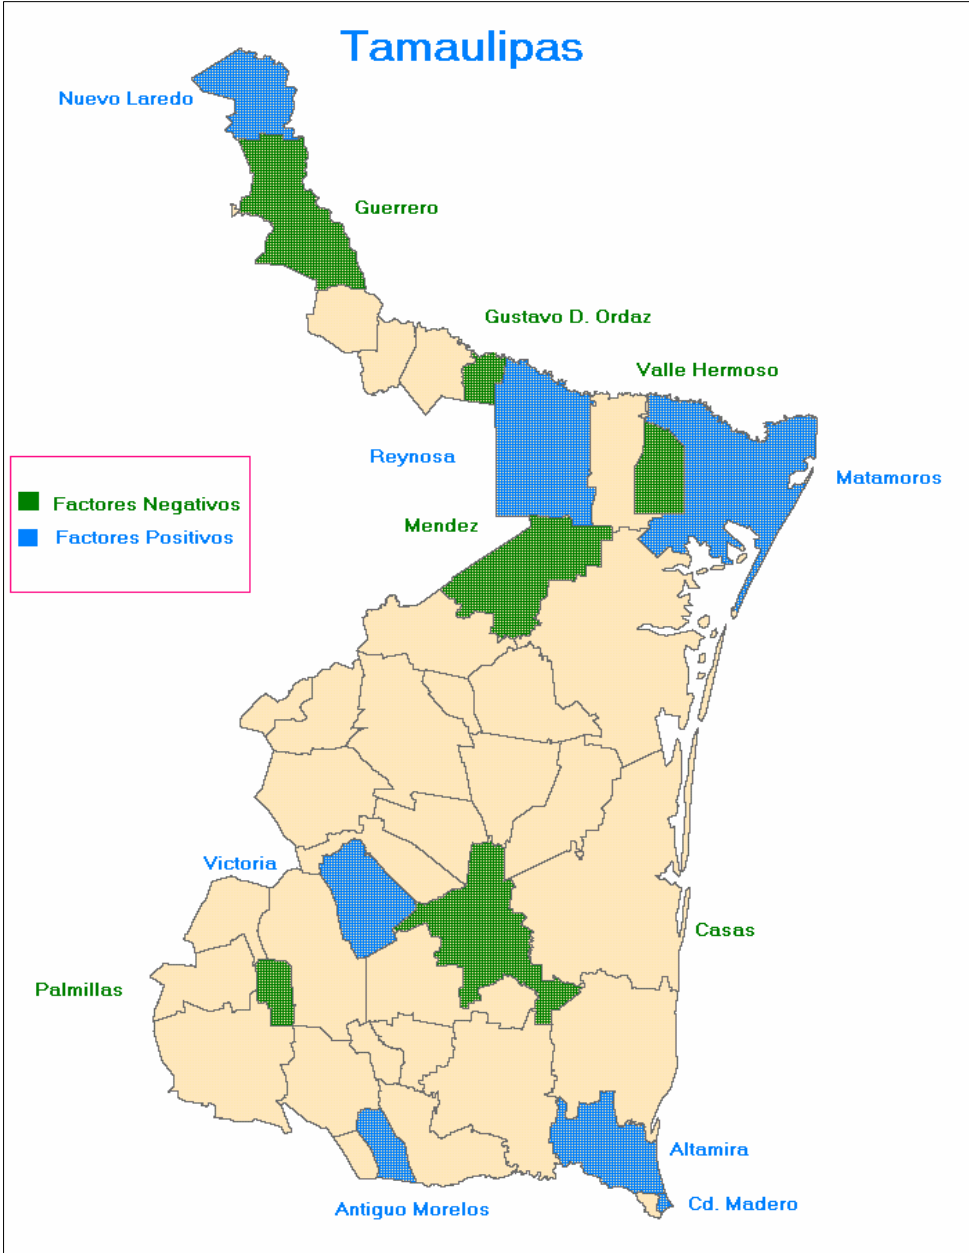 Tamaulipas
Nuevo Laredo
Guerrero
Gustavo D. Ordaz
Valle Hermoso
Reynosa
Matamoros
Factores Negativos
Factores Positivos
Mendez
Victoria
Casas
Palmillas
Altamira
Cd. Madero
Antiguo Morelos